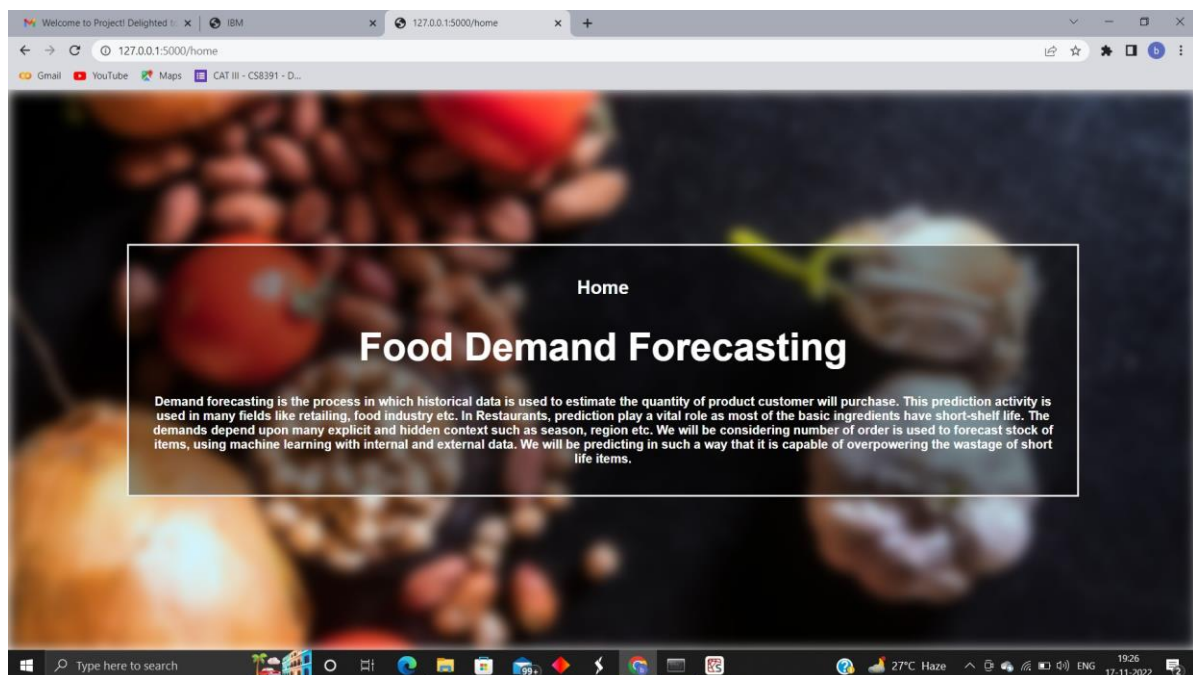 Welcome to Project! Delighted t
IBM
127.0.0.1:5000/home
127.0.0.1:5000/home
b
Gmail
YouTube
Maps
CAT III - CS8391 - D...
Home
Food Demand Forecasting
Demand forecasting is the process in which historical data is used to estimate the quantity of product customer will purchase. This prediction activity is
used in many fields like retailing, food industry etc. In Restaurants, prediction play a vital role as most of the basic ingredients have short-shelf life. The
demands depend upon many explicit and hidden context such as season, region etc. We will be considering number of order is used to forecast stock of
items, using machine learning with internal and external data. We will be predicting in such a way that it is capable of overpowering the wastage of short
life items.
Type here to search
99+
27°C Haze
ENG
19:26
17-11-2022
2